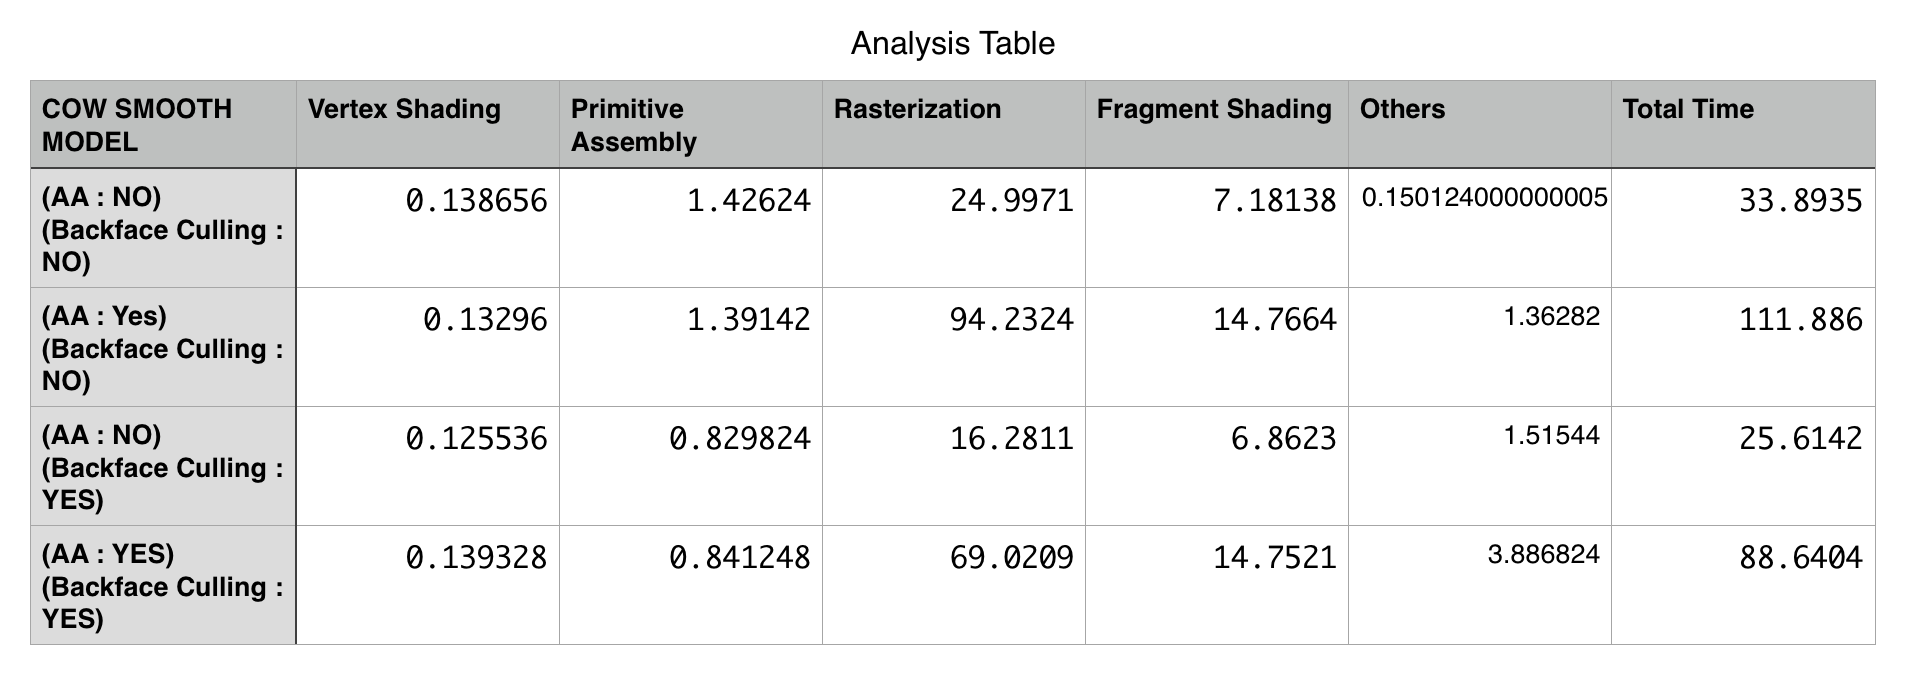 Analysis Table
COW SMOOTH
MODEL
Vertex Shading
Primitive
Assembly
Rasterization
Fragment Shading
Others
Total Time
(AA : NO)
(Backface Culling :
NO)
0.138656
1.42624
24.9971
7.18138
0.150124000000005
33.8935
(AA : Yes)
(Backface Culling :
NO)
0.13296
1.39142
94.2324
14.7664
1.36282
111.886
(AA : NO)
(Backface Culling :
YES)
0.125536
0.829824
16.2811
6.8623
1.51544
25.6142
(AA : YES)
(Backface Culling :
YES)
0.139328
0.841248
69.0209
14.7521
3.886824
88.6404